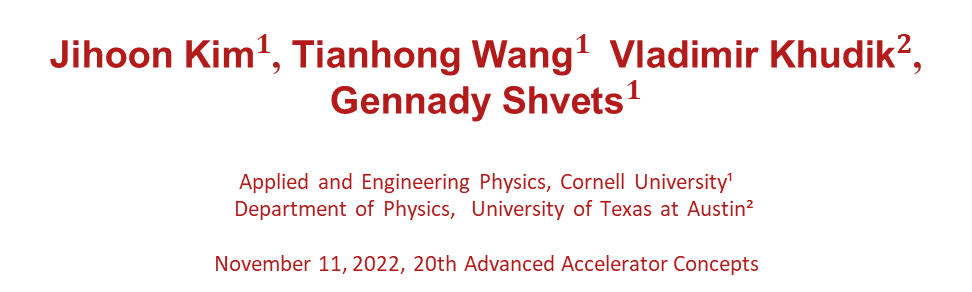 Jihoon Kim¹, Tianhong Wang¹ Vladimir Khudik²,
Gennady Shvets¹
Applied and Engineering Physics, Cornell University¹
Department of Physics, University of Texas at Austin²
November 11, 2022, 20th Advanced Accelerator Concepts